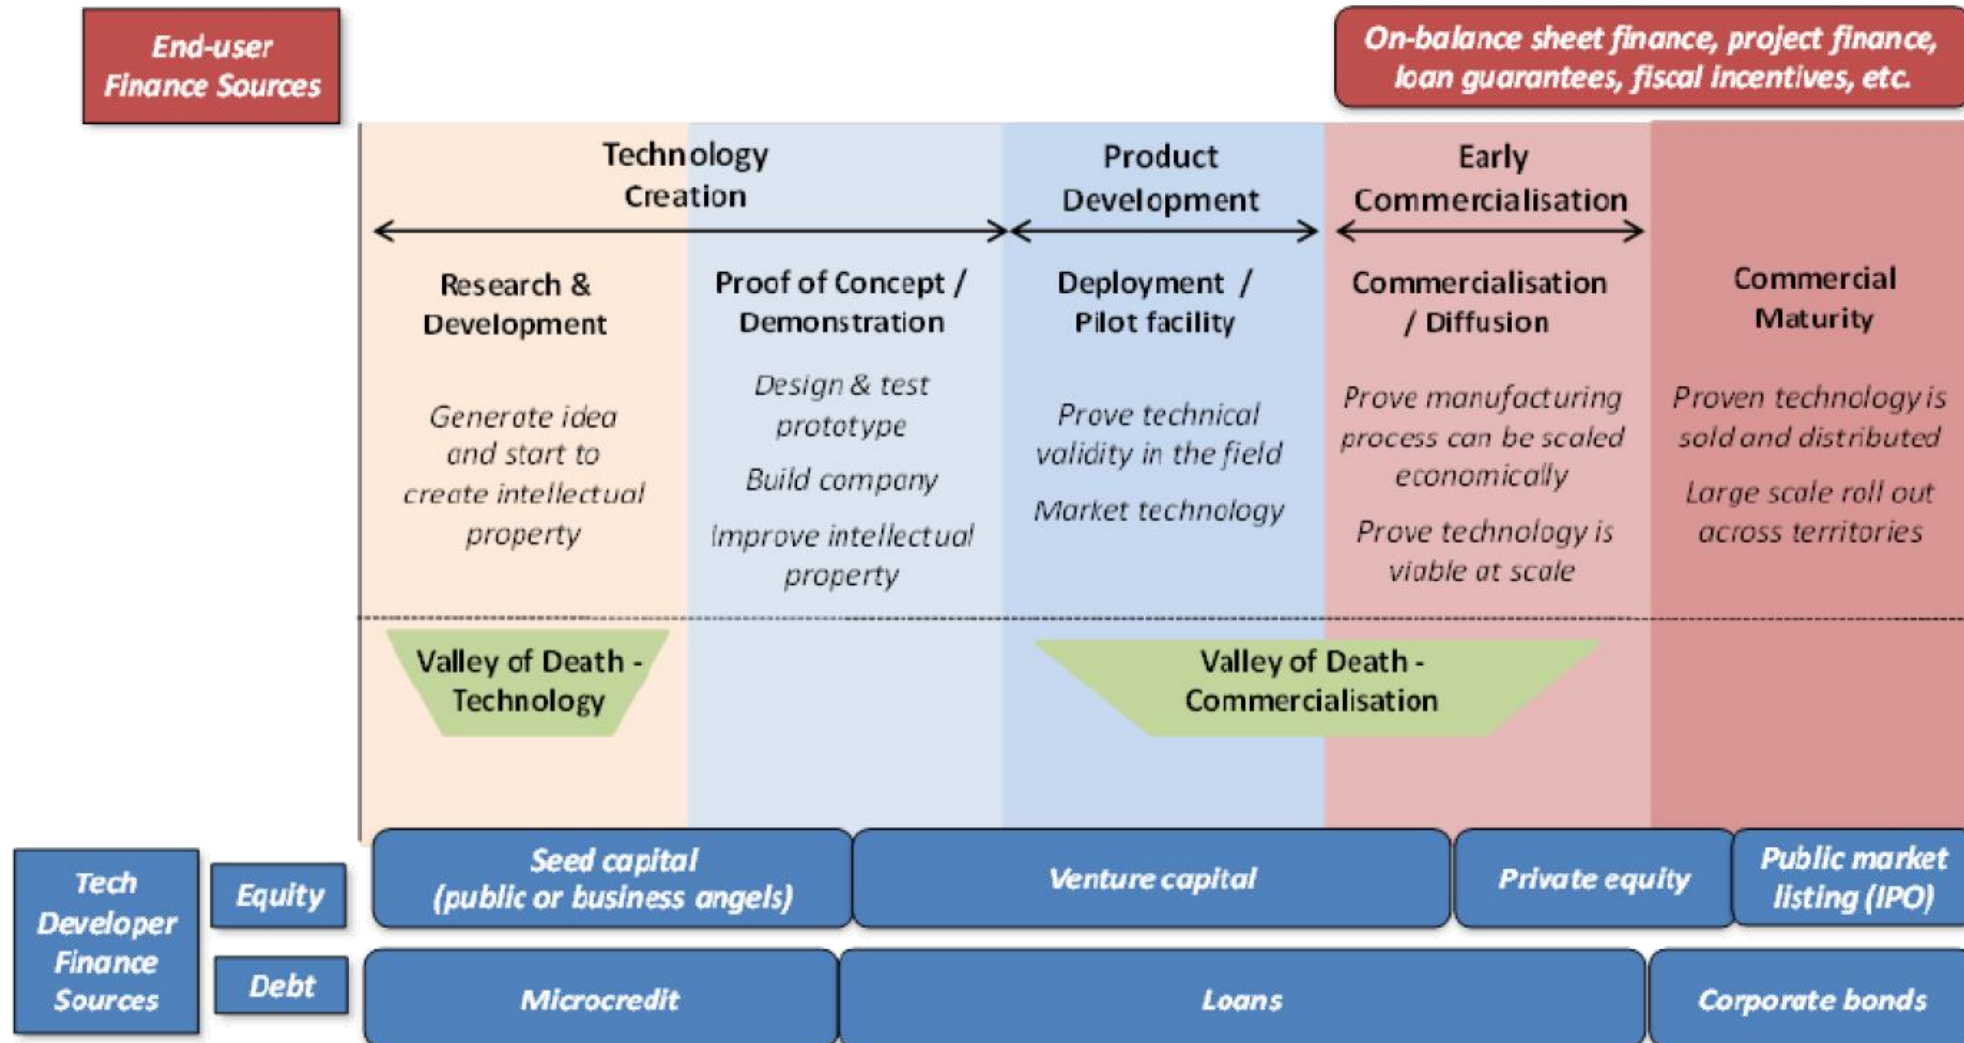 End-user
Finance Sources
On-balance sheet finance, project finance,
loan guarantees, fiscal incentives, etc.
Technology
Creation
Product
Development
Early
Commercialisation
Research &
Development
Proof of Concept /
Demonstration
Deployment /
Pilot facility
Commercialisation
/ Diffusion
Commercial
Maturity
Generate idea
and start to
create intellectual
property
Design & test
prototype
Build company
Improve intellectual
property
Prove technical
validity in the field
Market technology
Prove manufacturing
process can be scaled
economically
Prove technology is
viable at scale
Proven technology is
sold and distributed
Large scale roll out
across territories
Valley of Death -
Technology
Valley of Death -
Commercialisation
Tech
Developer
Finance
Sources
Equity
Seed capital
(public or business angels)
Venture capital
Private equity
Public market
listing (IPO)
Debt
Microcredit
Loans
Corporate bonds